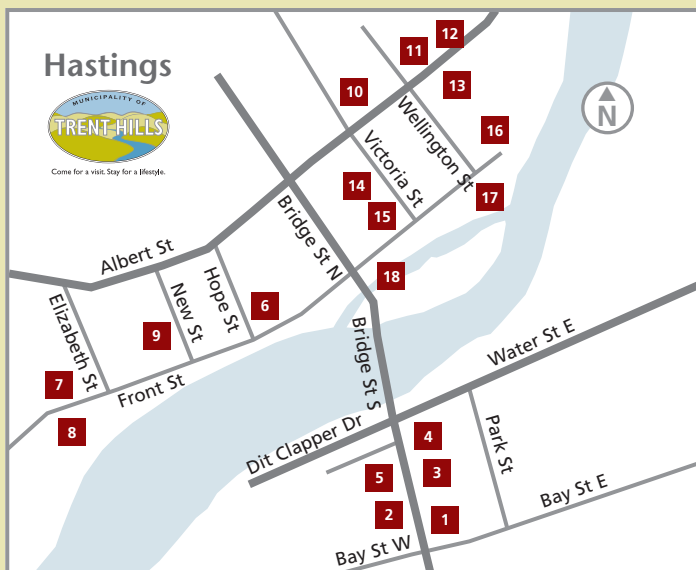 Hastings
MUNICIPALITY OF
TRENT HILLS
Come for a visit. Stay for a lifestyle.
12
11
13
10
N
Wellington St
16
Victoria St
14
17
15
Bridge St N
Albert St
18
Hope St
6
New St
9
Elizabeth St
Water St E
Bridge St S
7
Front St
8
Dit Clapper Dr
4
Park St
3
5
Bay St E
2
1
Bay St W